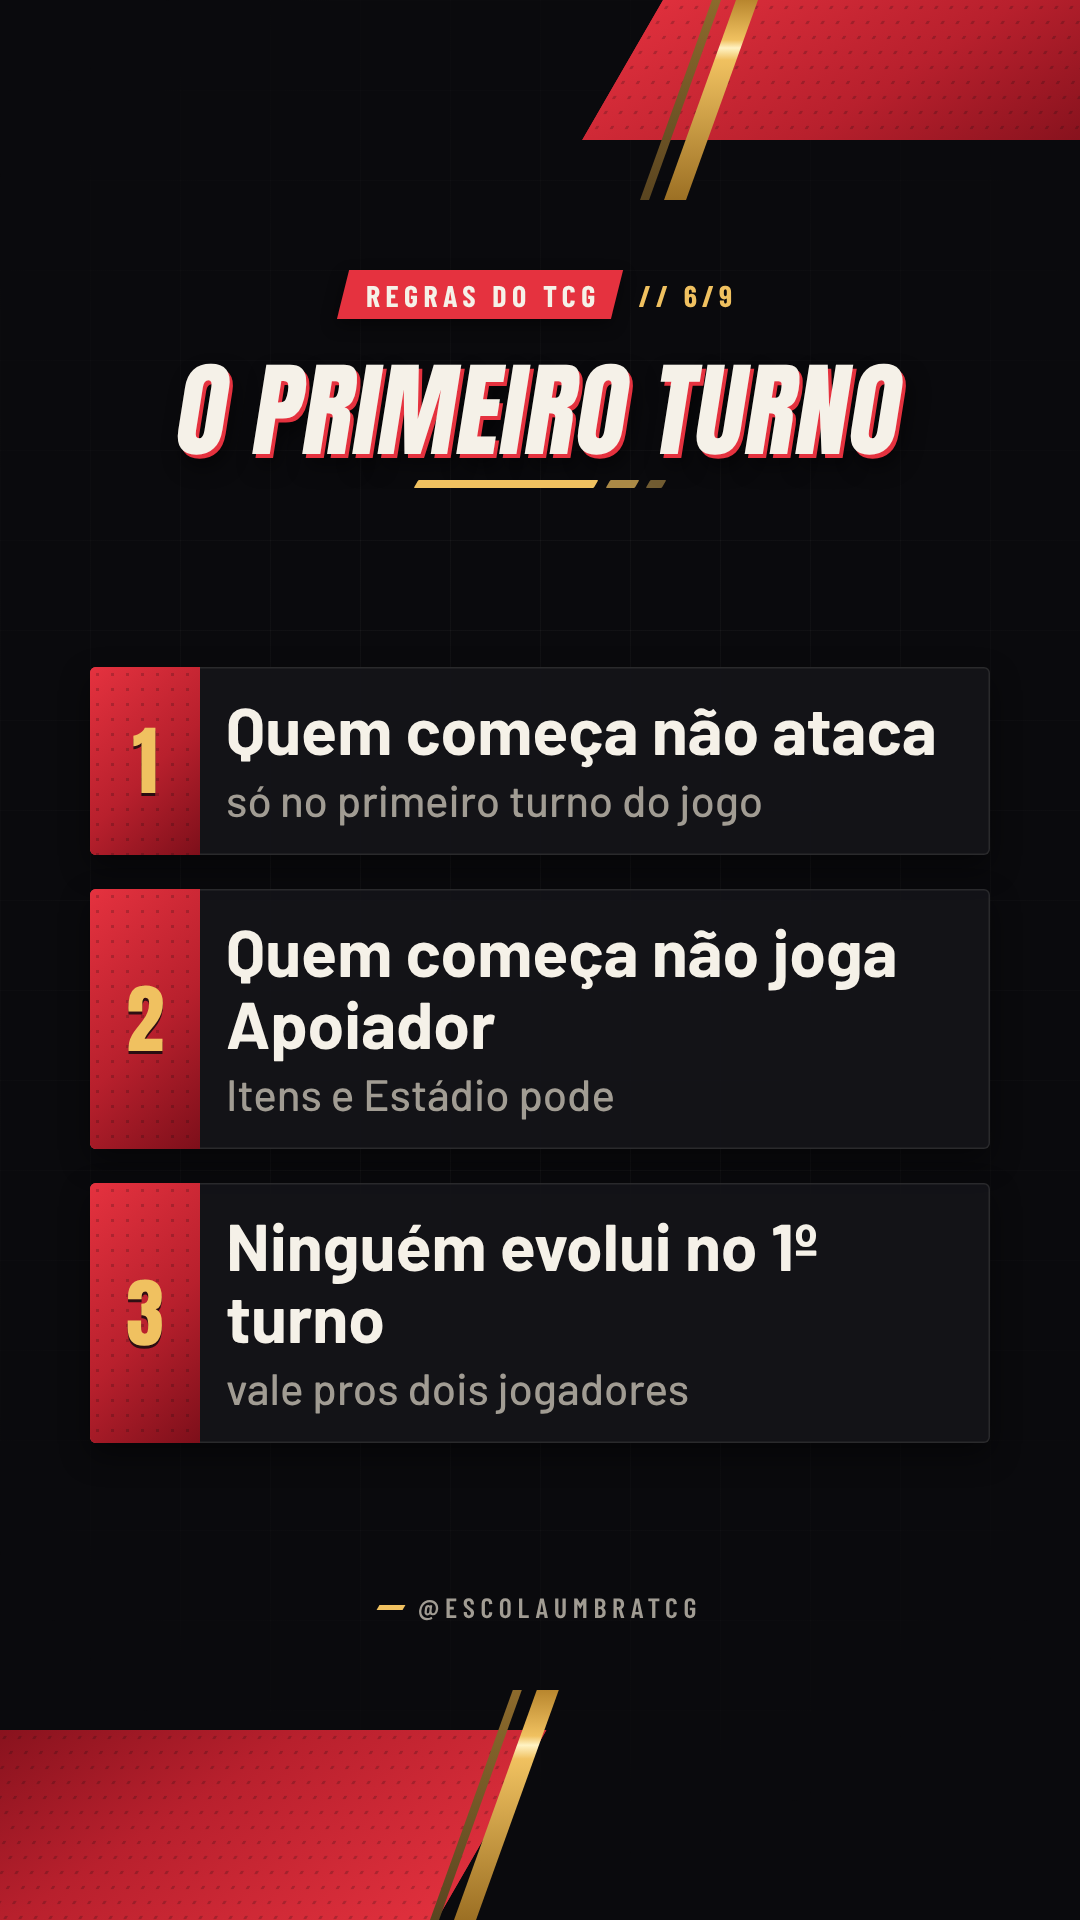 REGRAS DO TCG // 6/9
O PRIMEIRO TURNO
1
Quem começa não ataca
só no primeiro turno do jogo
2
Quem começa não joga
Apoiador
Itens e Estádio pode
3
Ninguém evolui no 1º
turno
vale pros dois jogadores
@ESCOLAUMBRATCG